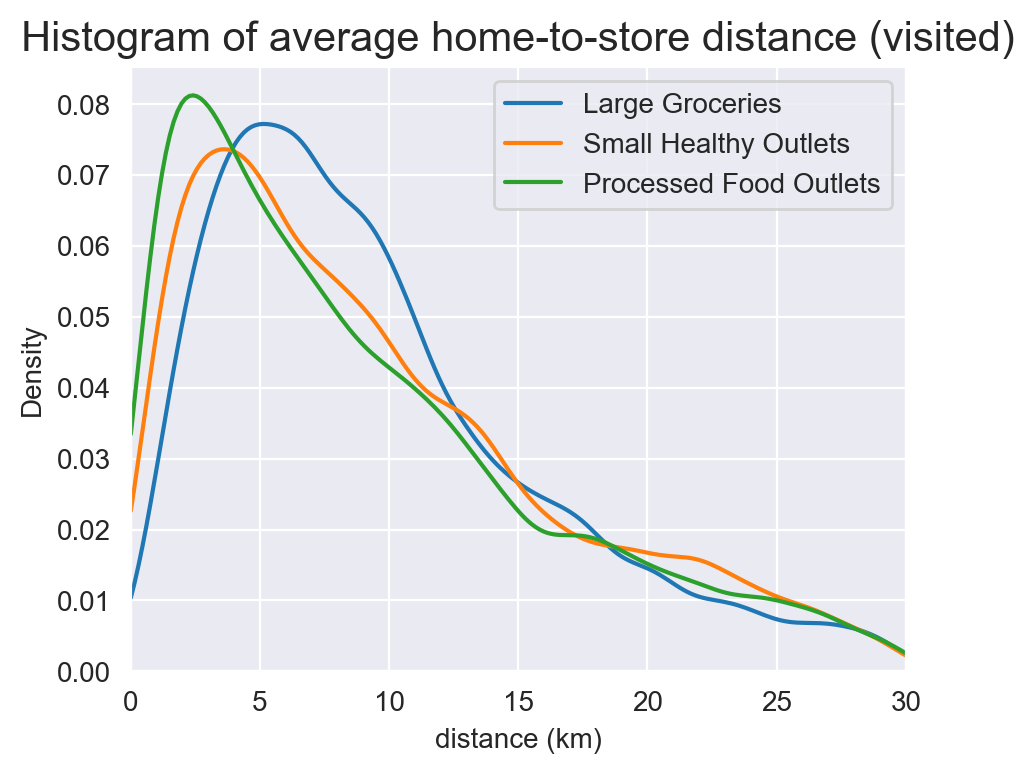 Histogram of average home-to-store distance (visited)
Large Groceries
Small Healthy Outlets
Processed Food Outlets
Density
0.08
0.07
0.06
0.05
0.04
0.03
0.02
0.01
0.00
0 5 10 15 20 25 30
distance (km)